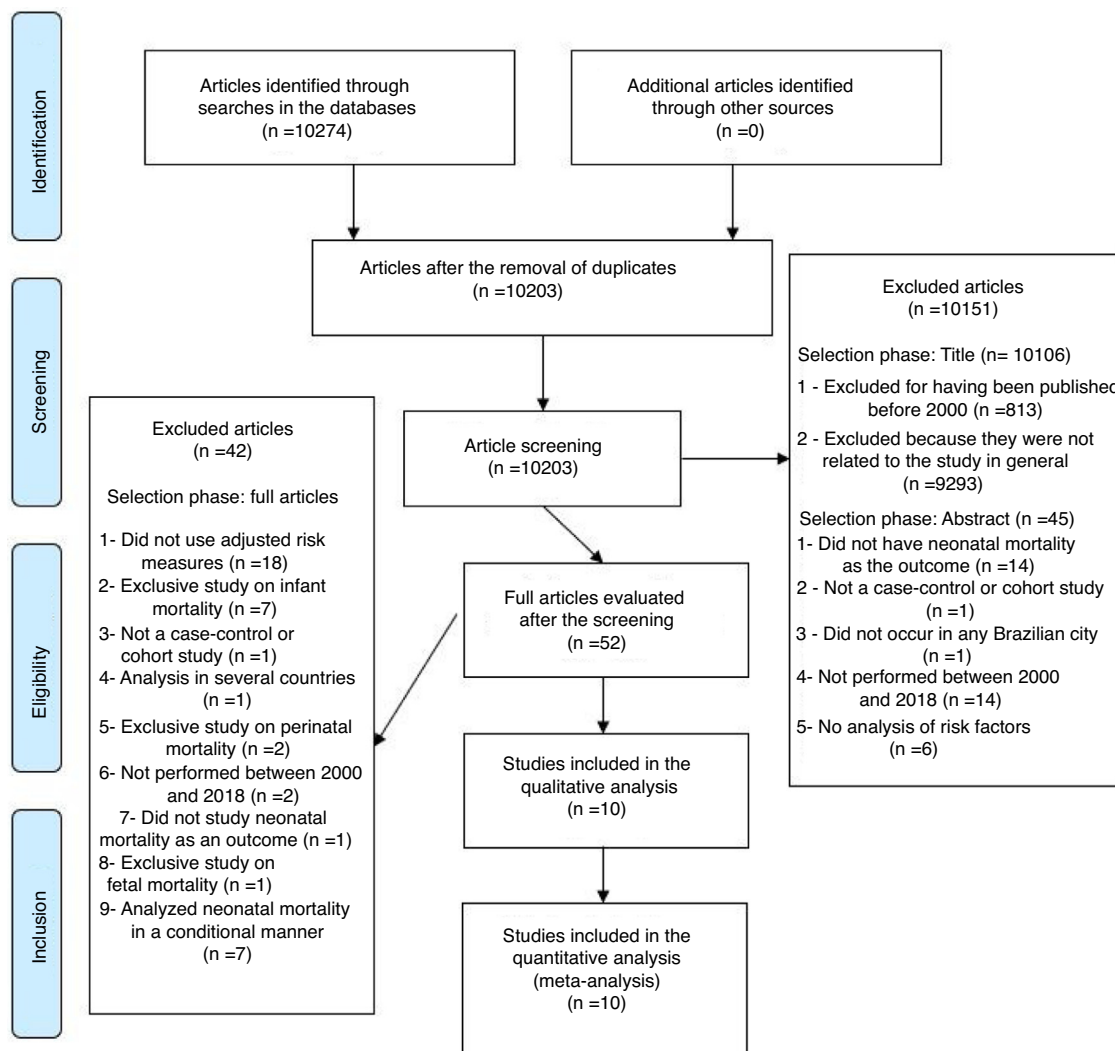 Identification
Articles identified through
searches in the databases
(n =10274)
Additional articles identified
through other sources
(n =0)
Screening
Articles after the removal of duplicates
(n =10203)
Article screening
(n =10203)
Excluded articles
(n =10151)
Selection phase: Title (n= 10106)
1 - Excluded for having been published
before 2000 (n =813)
2 - Excluded because they were not
related to the study in general
(n =9293)
Selection phase: Abstract (n =45)
1- Did not have neonatal mortality
as the outcome (n =14)
2 - Not a case-control or cohort study
(n =1)
3 - Did not occur in any Brazilian city
(n =1)
4- Not performed between 2000
and 2018 (n =14)
5- No analysis of risk factors
(n =6)
Excluded articles
(n =42)
Selection phase: full articles
1- Did not use adjusted risk
measures (n =18)
2- Exclusive study on infant
mortality (n =7)
3- Not a case-control or
cohort study (n =1)
4- Analysis in several countries
(n =1)
5- Exclusive study on perinatal
mortality (n =2)
6- Not performed between 2000
and 2018 (n =2)
7- Did not study neonatal
mortality as an outcome (n =1)
8- Exclusive study on
fetal mortality (n =1)
9- Analyzed neonatal mortality
in a conditional manner
(n =7)
Eligibility
Full articles evaluated
after the screening
(n =52)
Studies included in the
qualitative analysis
(n =10)
Inclusion
Studies included in the
quantitative analysis
(meta-analysis)
(n =10)